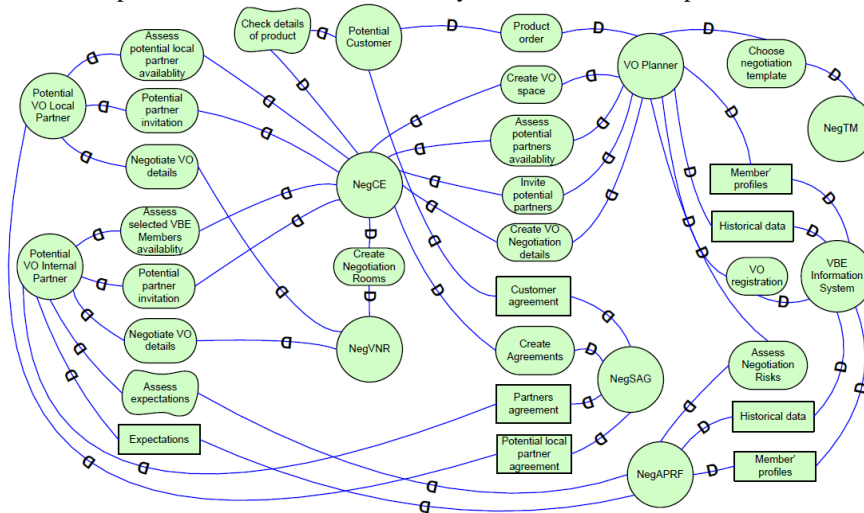 Assess
potential local
partner
availablity
Check details
of product
Potential
Customer
Product
order
VO Planner
Choose
negotiation
template
Potential
VO Local
Partner
Potential
partner
invitation
Create VO
space
NegTM
Negotiate VO
details
Assess
potential
partners
availablity
NegCE
Invite
potential
partners
Member'
profiles
Assess
selected VBE
Members
availablity
Create VO
Negotiation
details
Historical data
Potential
VO Internal
Partner
Potential
partner
invitation
Create
Negotiation
Rooms
Customer
agreement
VO
registration
VBE
Information
System
Negotiate VO
details
NegVNR
Create
Agreements
Assess
Negotiation
Risks
Assess
expectations
NegSAG
Partners
agreement
Historical data
Expectations
Potential local
partner
agreement
NegAPRF
Member'
profiles